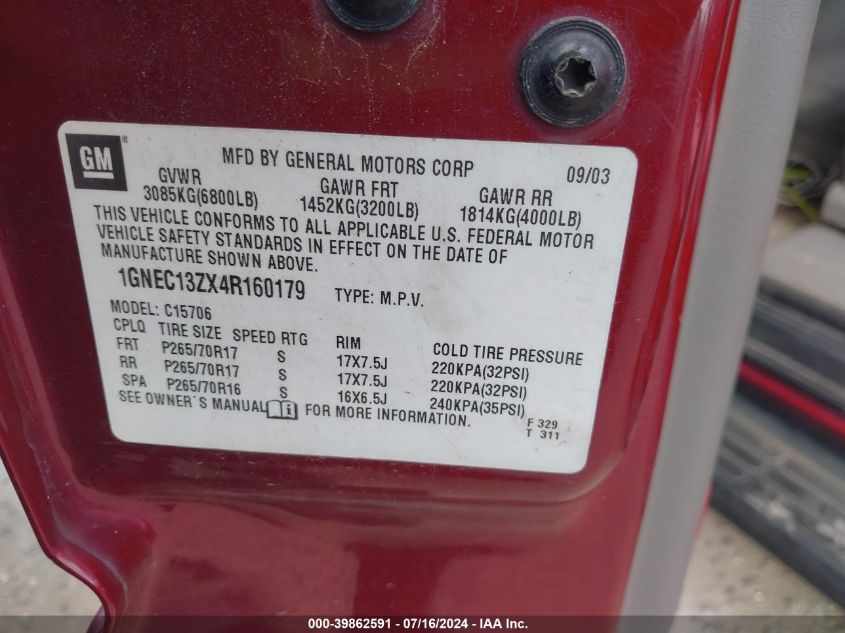 GM ®
MFD BY GENERAL MOTORS CORP 09/03
GVWR GAWR FRT GAWR RR
3085KG(6800LB) 1452KG(3200LB) 1814KG(4000LB)
THIS VEHICLE CONFORMS TO ALL APPLICABLE U.S. FEDERAL MOTOR
VEHICLE SAFETY STANDARDS IN EFFECT ON THE DATE OF
MANUFACTURE SHOWN ABOVE.
1GNEC13ZX4R160179 TYPE: M.P.V.
MODEL: C15706
CPLQ TIRE SIZE SPEED RTG RIM COLD TIRE PRESSURE
FRT P265/70R17 S 17X7.5J 220KPA(32PSI)
RR P265/70R17 S 17X7.5J 220KPA(32PSI)
SPA P265/70R16 S 16X6.5J 240KPA(35PSI)
SEE OWNER'S MANUAL FOR MORE INFORMATION.
F 329
T 311
000-39862591 - 07/16/2024 - IAA Inc.